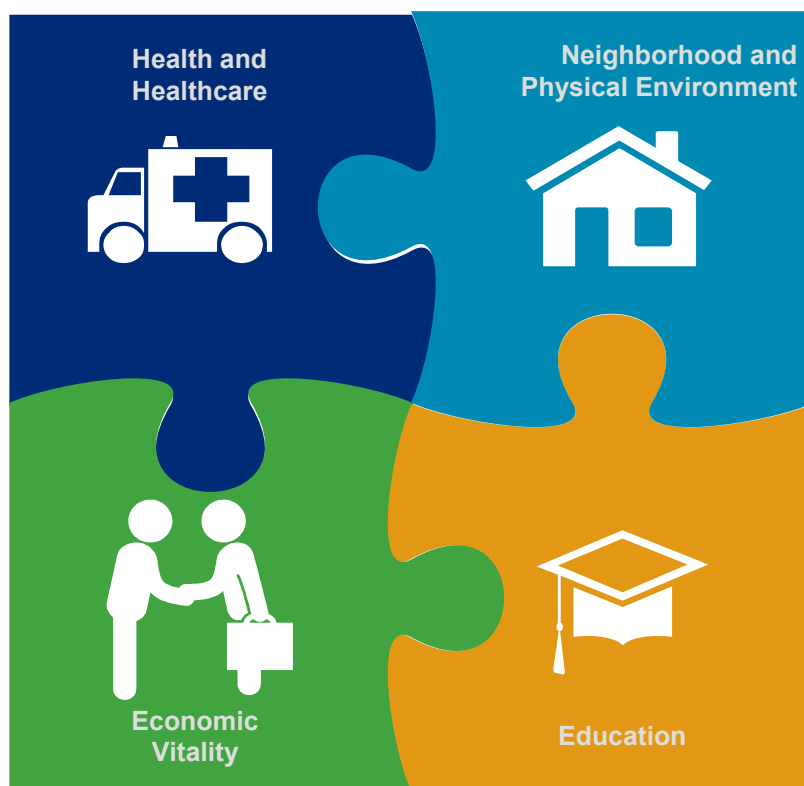 Health and
Healthcare
Neighborhood and
Physical Environment
Economic
Vitality
Education